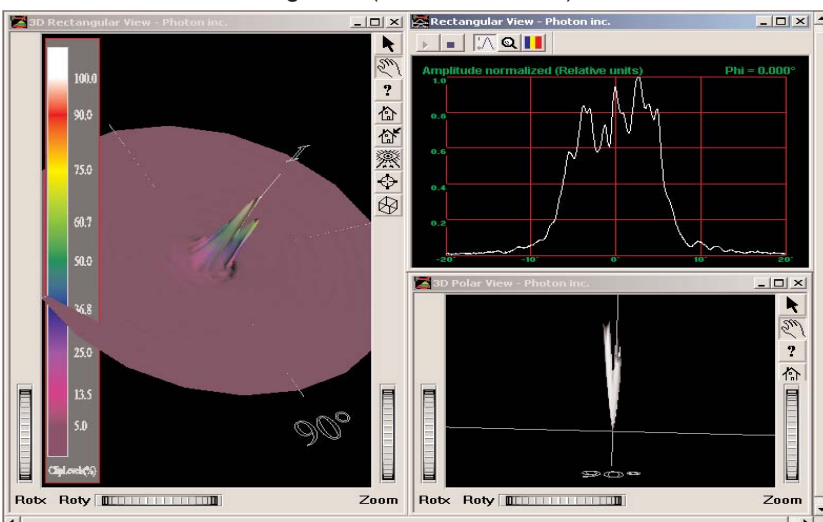 3D Rectangular View - Photon inc.
100.0
90.0
75.0
60.7
50.0
36.8
25.0
13.5
5.0
ClipLevels(%)
90°
?
Rotx Roty Zoom
Rectangular View - Photon inc.
Amplitude normalized (Relative units) Phi = 0.000°
1.0
0.8
0.6
0.4
0.2
-20° -10° 0° 10° 20°
3D Polar View - Photon inc.
?
Rotx Roty Zoom